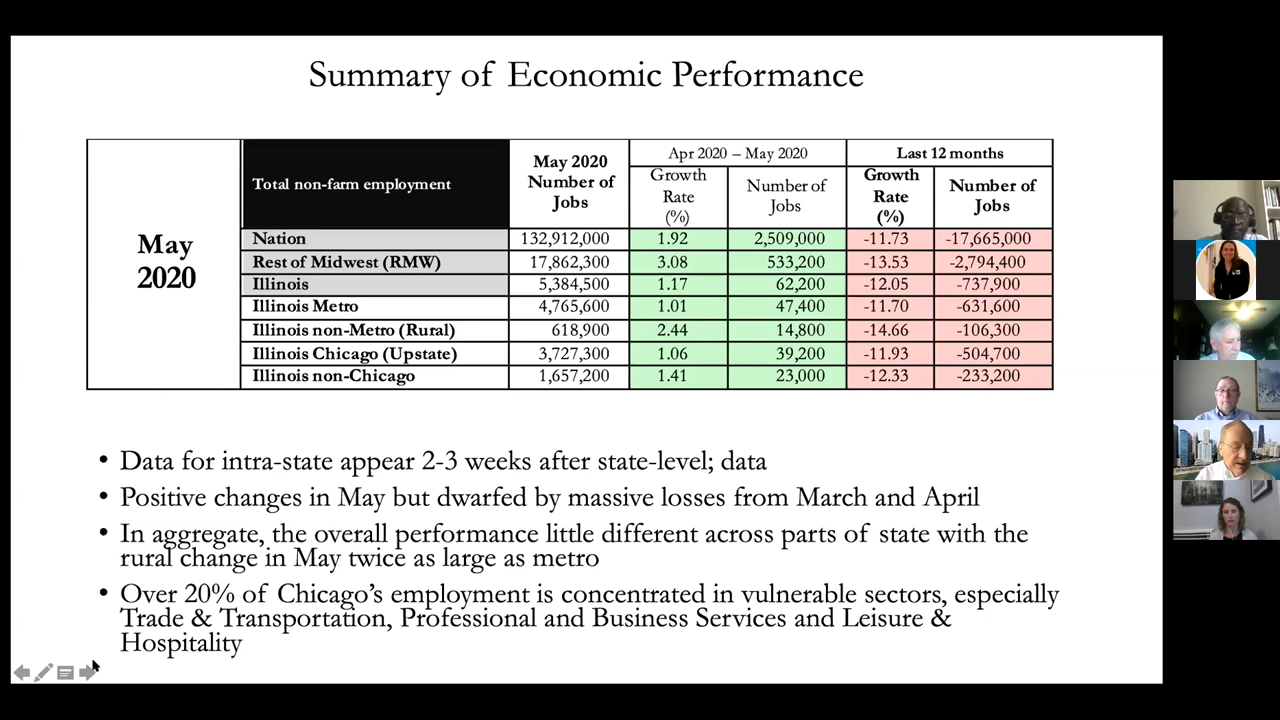 Summary of Economic Performance
May 2020
Total non-farm employment
May 2020 Number of Jobs
Apr 2020 – May 2020
Last 12 months
Growth Rate (%)
Number of Jobs
Growth Rate (%)
Number of Jobs
Nation 132,912,000 1.92 2,509,000 -11.73 -17,665,000
Rest of Midwest (RMW) 17,862,300 3.08 533,200 -13.53 -2,794,400
Illinois 5,384,500 1.17 62,200 -12.05 -737,900
Illinois Metro 4,765,600 1.01 47,400 -11.70 -631,600
Illinois non-Metro (Rural) 618,900 2.44 14,800 -14.66 -106,300
Illinois Chicago (Upstate) 3,727,300 1.06 39,200 -11.93 -504,700
Illinois non-Chicago 1,657,200 1.41 23,000 -12.33 -233,200
• Data for intra-state appear 2-3 weeks after state-level; data
• Positive changes in May but dwarfed by massive losses from March and April
• In aggregate, the overall performance little different across parts of state with the
rural change in May twice as large as metro
• Over 20% of Chicago’s employment is concentrated in vulnerable sectors, especially
Trade & Transportation, Professional and Business Services and Leisure &
Hospitality